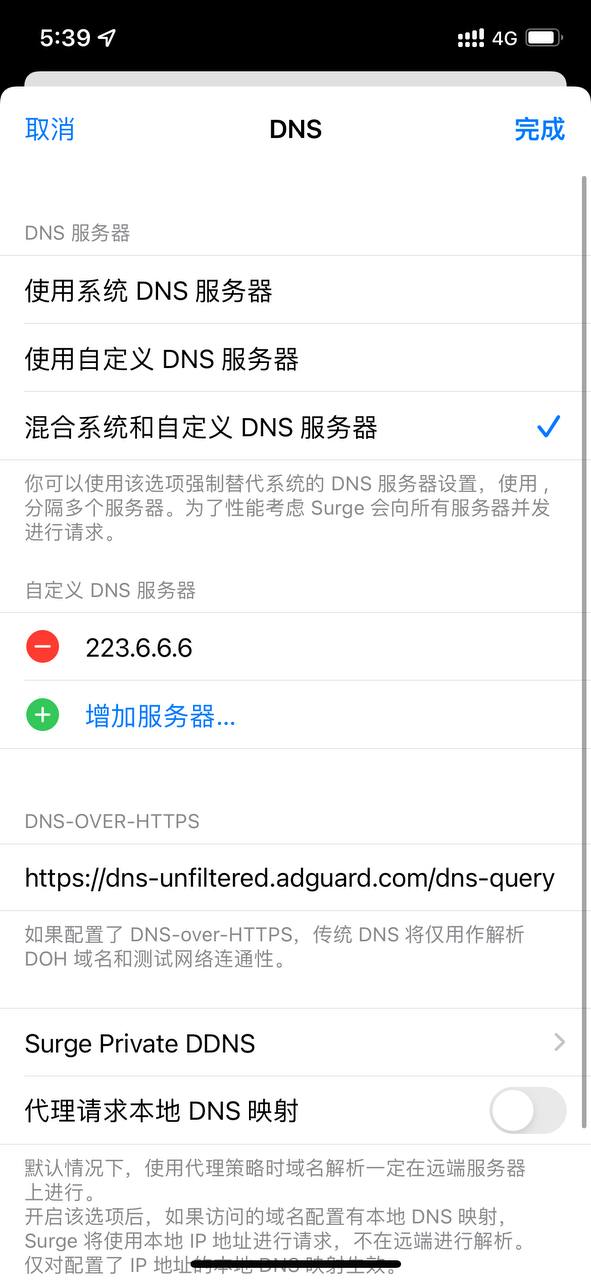 5:39
4G
取消
DNS
完成
DNS 服务器
使用系统 DNS 服务器
使用自定义 DNS 服务器
混合系统和自定义 DNS 服务器
你可以使用该选项强制替代系统的 DNS 服务器设置，使用 ,
分隔多个服务器。为了性能考虑 Surge 会向所有服务器并发
进行请求。
自定义 DNS 服务器
223.6.6.6
增加服务器...
DNS-OVER-HTTPS
https://dns-unfiltered.adguard.com/dns-query
如果配置了 DNS-over-HTTPS，传统 DNS 将仅用作解析
DOH 域名和测试网络连通性。
Surge Private DDNS
代理请求本地 DNS 映射
默认情况下，使用代理策略时域名解析一定在远端服务器
上进行。
开启该选项后，如果访问的域名配置有本地 DNS 映射，
Surge 将使用本地 IP 地址进行请求，不在远端进行解析。
仅对配置了 IP 地址的本地 DNS 映射生效。